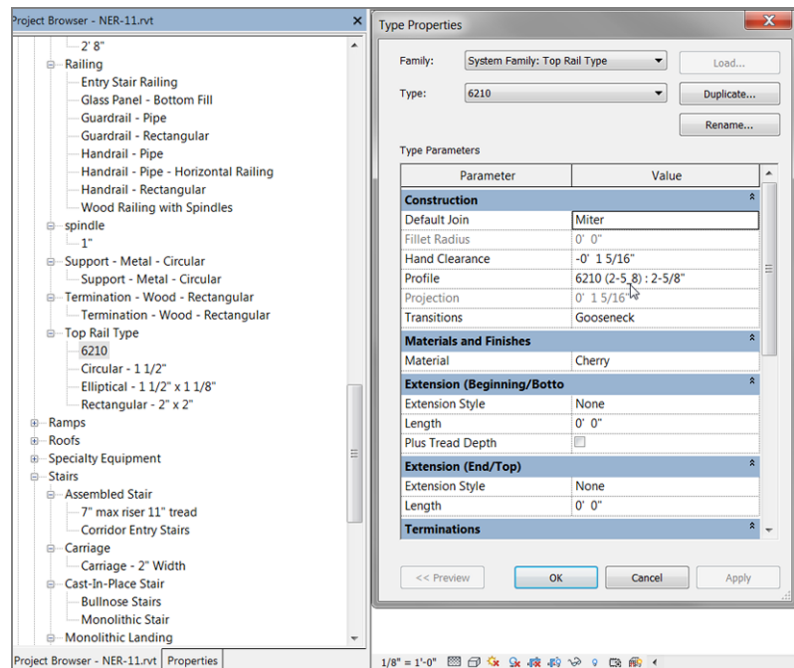 Project Browser - NER-11.rvt
2' 8"
Railing
Entry Stair Railing
Glass Panel - Bottom Fill
Guardrail - Pipe
Guardrail - Rectangular
Handrail - Pipe
Handrail - Pipe - Horizontal Railing
Handrail - Rectangular
Wood Railing with Spindles
spindle
1"
Support - Metal - Circular
Support - Metal - Circular
Termination - Wood - Rectangular
Termination - Wood - Rectangular
Top Rail Type
6210
Circular - 1 1/2"
Elliptical - 1 1/2" x 1 1/8"
Rectangular - 2" x 2"
Ramps
Roofs
Specialty Equipment
Stairs
Assembled Stair
7" max riser 11" tread
Corridor Entry Stairs
Carriage
Carriage - 2" Width
Cast-In-Place Stair
Bullnose Stairs
Monolithic Stair
Monolithic Landing
Project Browser - NER-11.rvt Properties
Type Properties
Family: System Family: Top Rail Type Load...
Type: 6210 Duplicate...
Rename...
Type Parameters
Parameter Value
Construction
Default Join Miter
Fillet Radius 0' 0"
Hand Clearance -0' 1 5/16"
Profile 6210 (2-5_8) : 2-5/8"
Projection 0' 1 5/16"
Transitions Gooseneck
Materials and Finishes
Material Cherry
Extension (Beginning/Botto
Extension Style None
Length 0' 0"
Plus Tread Depth
Extension (End/Top)
Extension Style None
Length 0' 0"
Terminations
<< Preview OK Cancel Apply
1/8" = 1'-0"